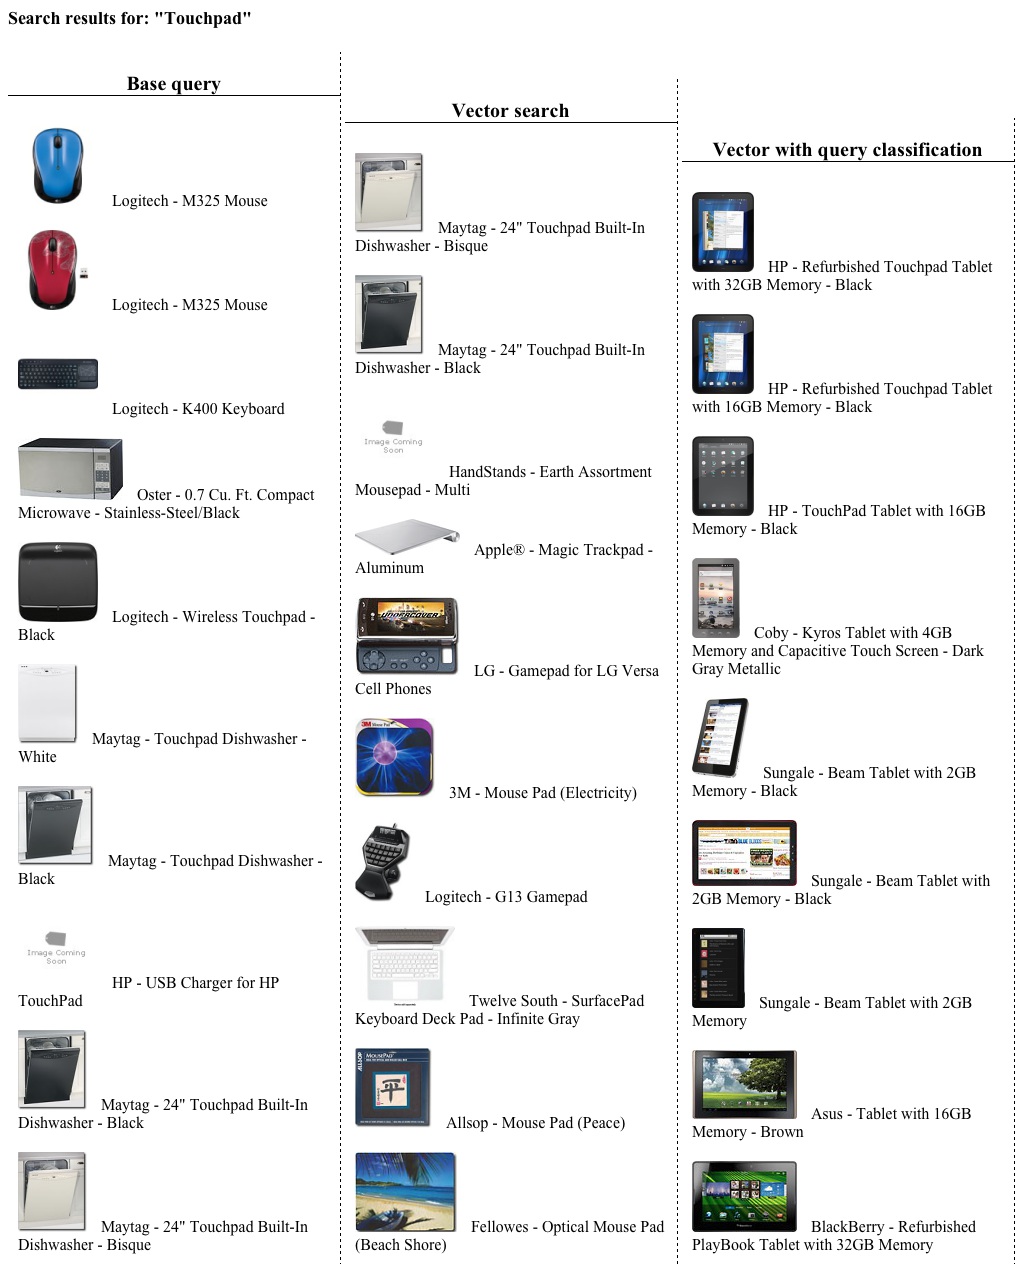 Search results for: "Touchpad"
Base query
Logitech - M325 Mouse
Logitech - M325 Mouse
Logitech - K400 Keyboard
Oster - 0.7 Cu. Ft. Compact
Microwave - Stainless-Steel/Black
Logitech - Wireless Touchpad -
Black
Maytag - Touchpad Dishwasher -
White
Maytag - Touchpad Dishwasher -
Black
Image Coming
Soon
HP - USB Charger for HP
TouchPad
Maytag - 24" Touchpad Built-In
Dishwasher - Black
Maytag - 24" Touchpad Built-In
Dishwasher - Bisque
Vector search
Maytag - 24" Touchpad Built-In
Dishwasher - Bisque
Maytag - 24" Touchpad Built-In
Dishwasher - Black
Image Coming
Soon
HandStands - Earth Assortment
Mousepad - Multi
Apple® - Magic Trackpad -
Aluminum
UNDERCOVER
LG - Gamepad for LG Versa
Cell Phones
3M
3M - Mouse Pad (Electricity)
Logitech - G13 Gamepad
Twelve South - SurfacePad
Keyboard Deck Pad - Infinite Gray
ALLSOP
MOUSEPAD
Allsop - Mouse Pad (Peace)
Fellowes - Optical Mouse Pad
(Beach Shore)
Vector with query classification
HP - Refurbished Touchpad Tablet
with 32GB Memory - Black
HP - Refurbished Touchpad Tablet
with 16GB Memory - Black
HP - TouchPad Tablet with 16GB
Memory - Black
Coby - Kyros Tablet with 4GB
Memory and Capacitive Touch Screen - Dark
Gray Metallic
Sungale - Beam Tablet with 2GB
Memory - Black
Sungale - Beam Tablet with
2GB Memory - Black
Sungale - Beam Tablet with 2GB
Memory
Asus - Tablet with 16GB
Memory - Brown
BlackBerry - Refurbished
PlayBook Tablet with 32GB Memory